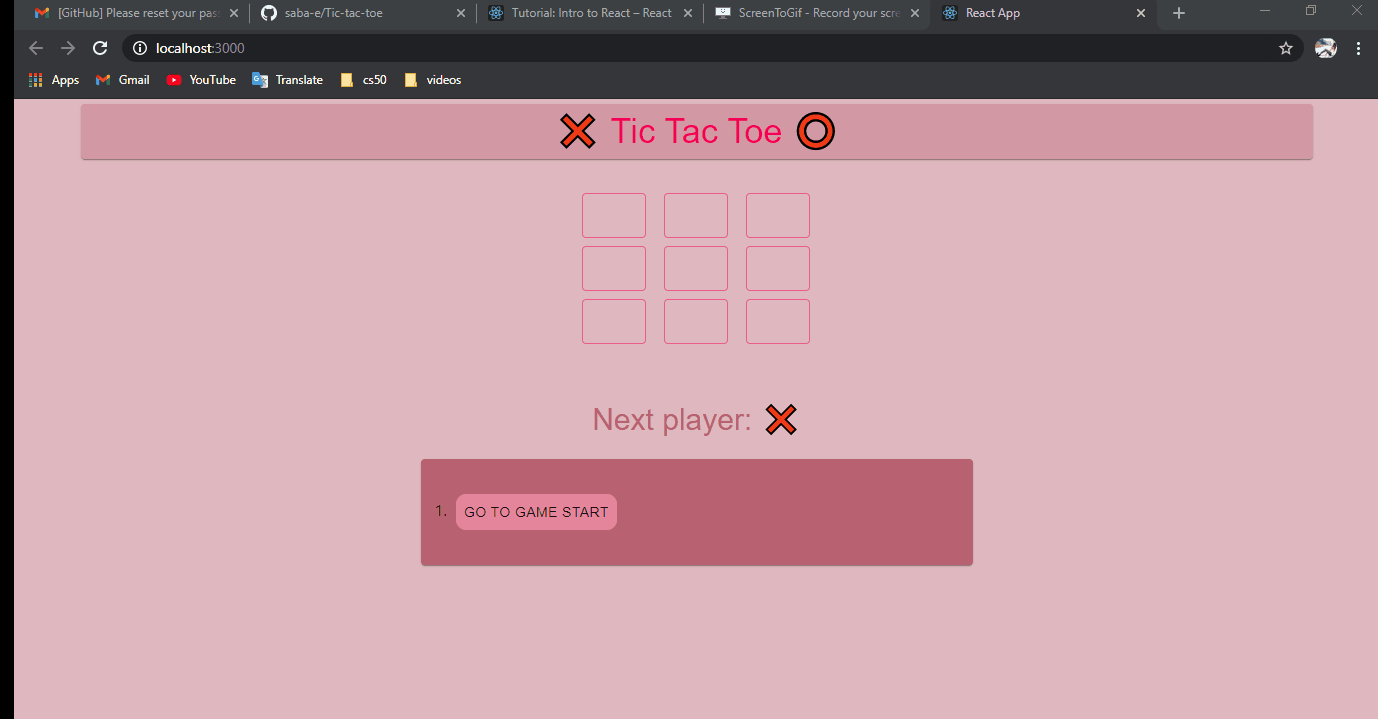 [GitHub] Please reset your pas
saba-e/Tic-tac-toe
Tutorial: Intro to React – React
ScreenToGif - Record your scre
React App
localhost:3000
Apps
Gmail
YouTube
Translate
cs50
videos
❌ Tic Tac Toe ⭕
Next player: ❌
1. GO TO GAME START